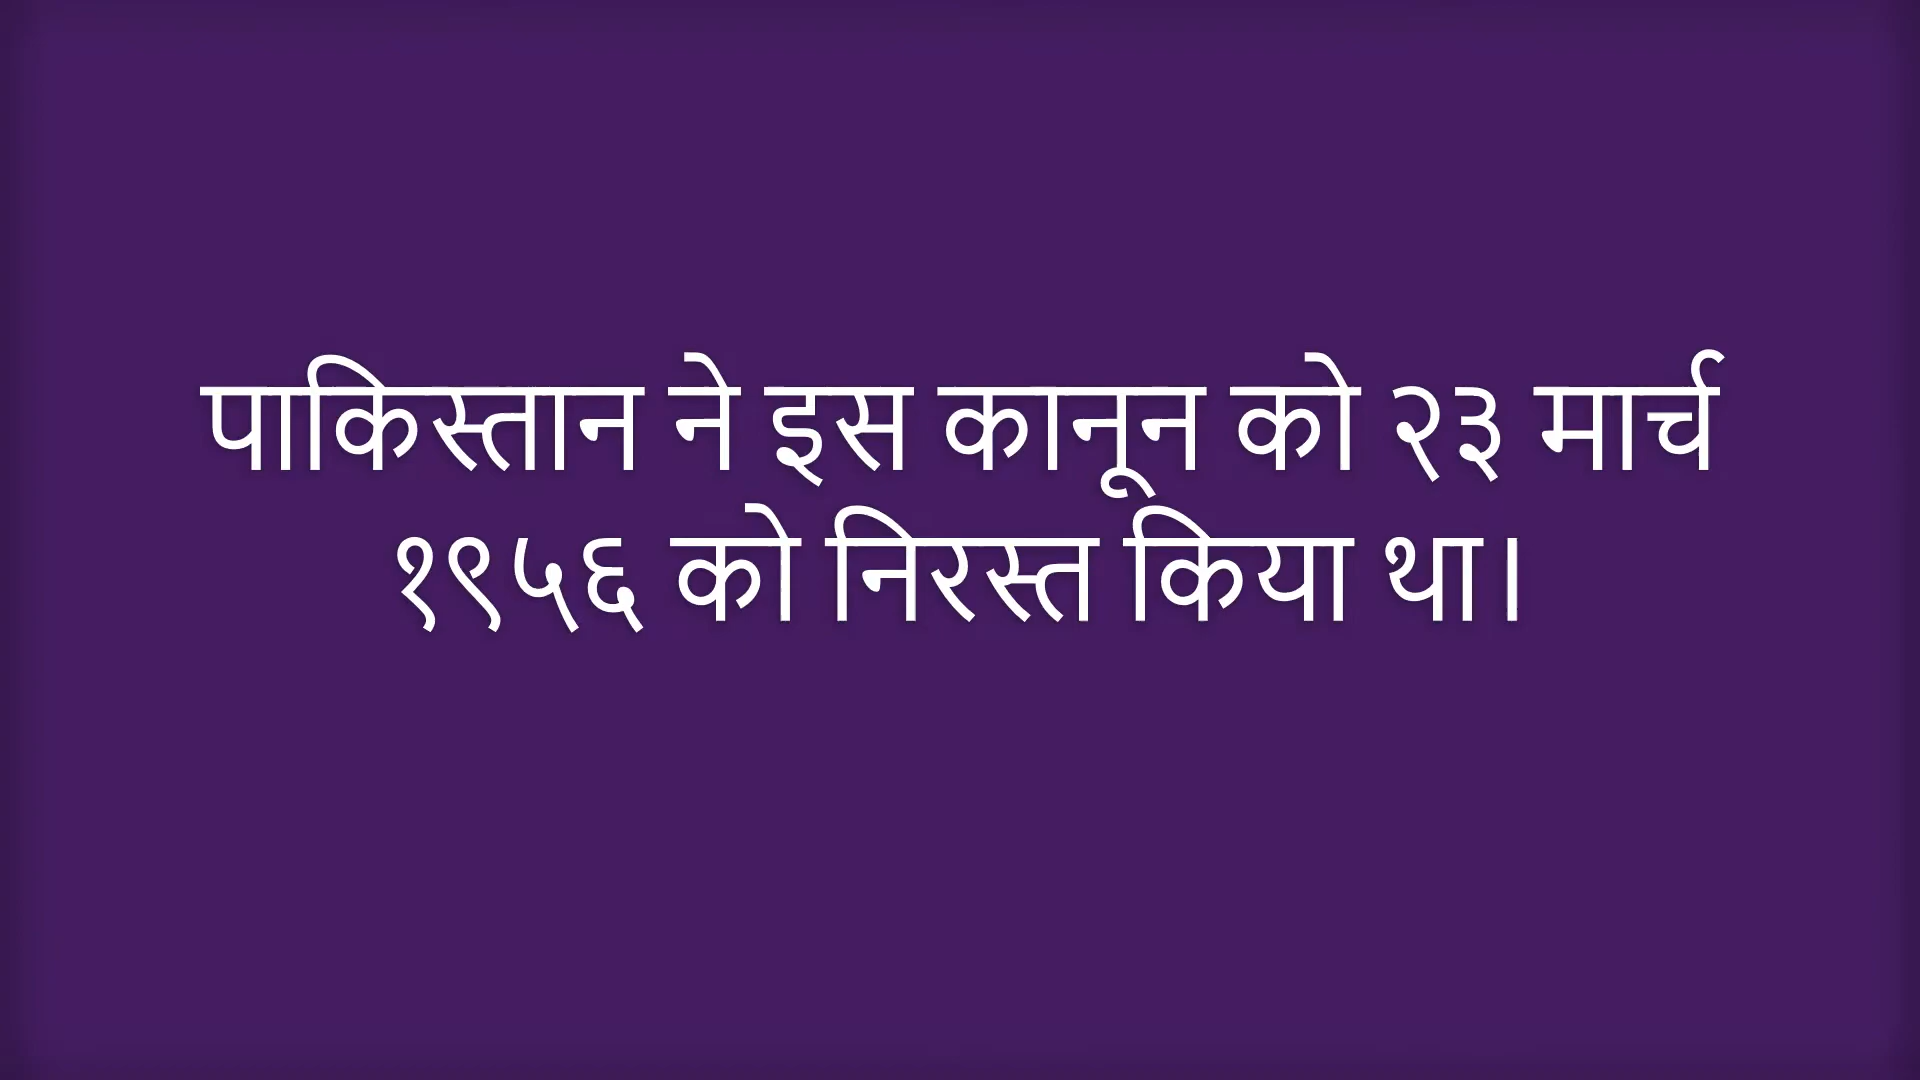 पाकिस्तान ने इस कानून को २३ मार्च
१९५६ को निरस्त किया था।